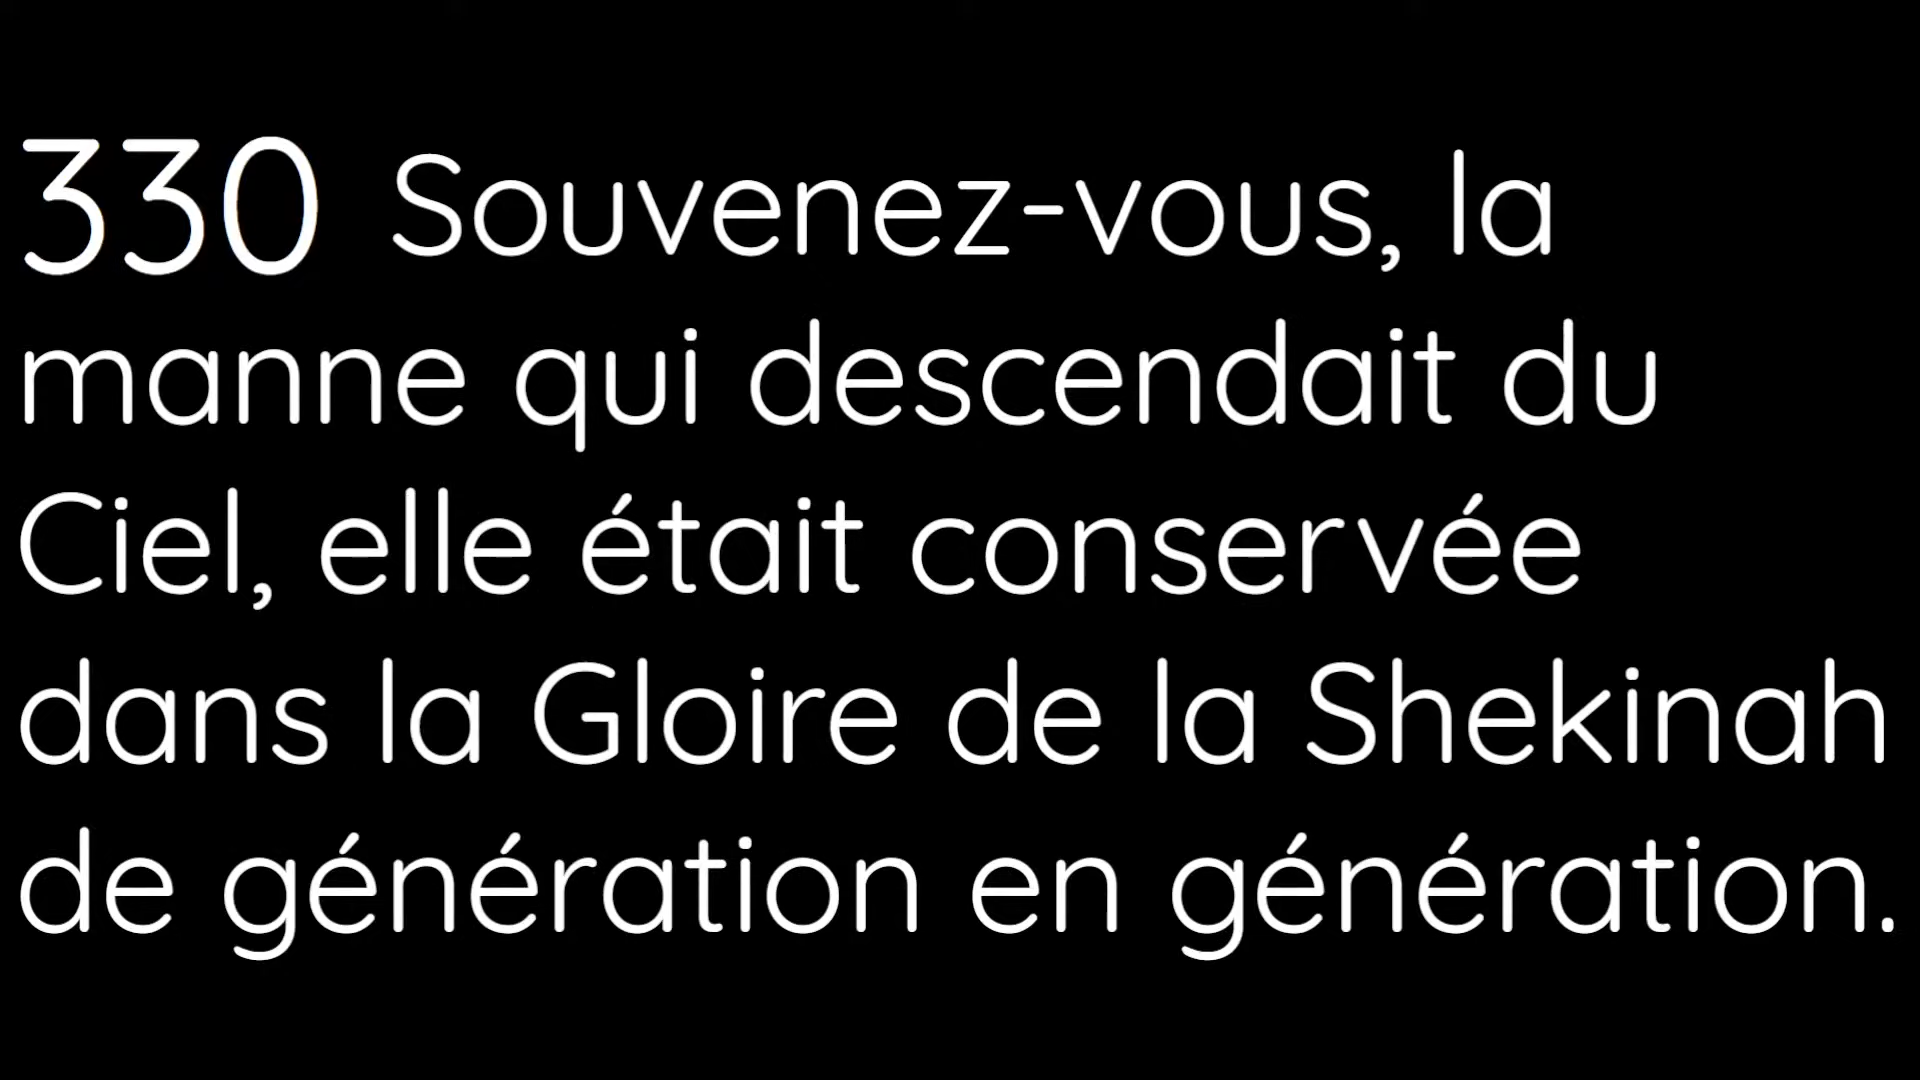 330 Souvenez-vous, la
manne qui descendait du
Ciel, elle était conservée
dans la Gloire de la Shekinah
de génération en génération.